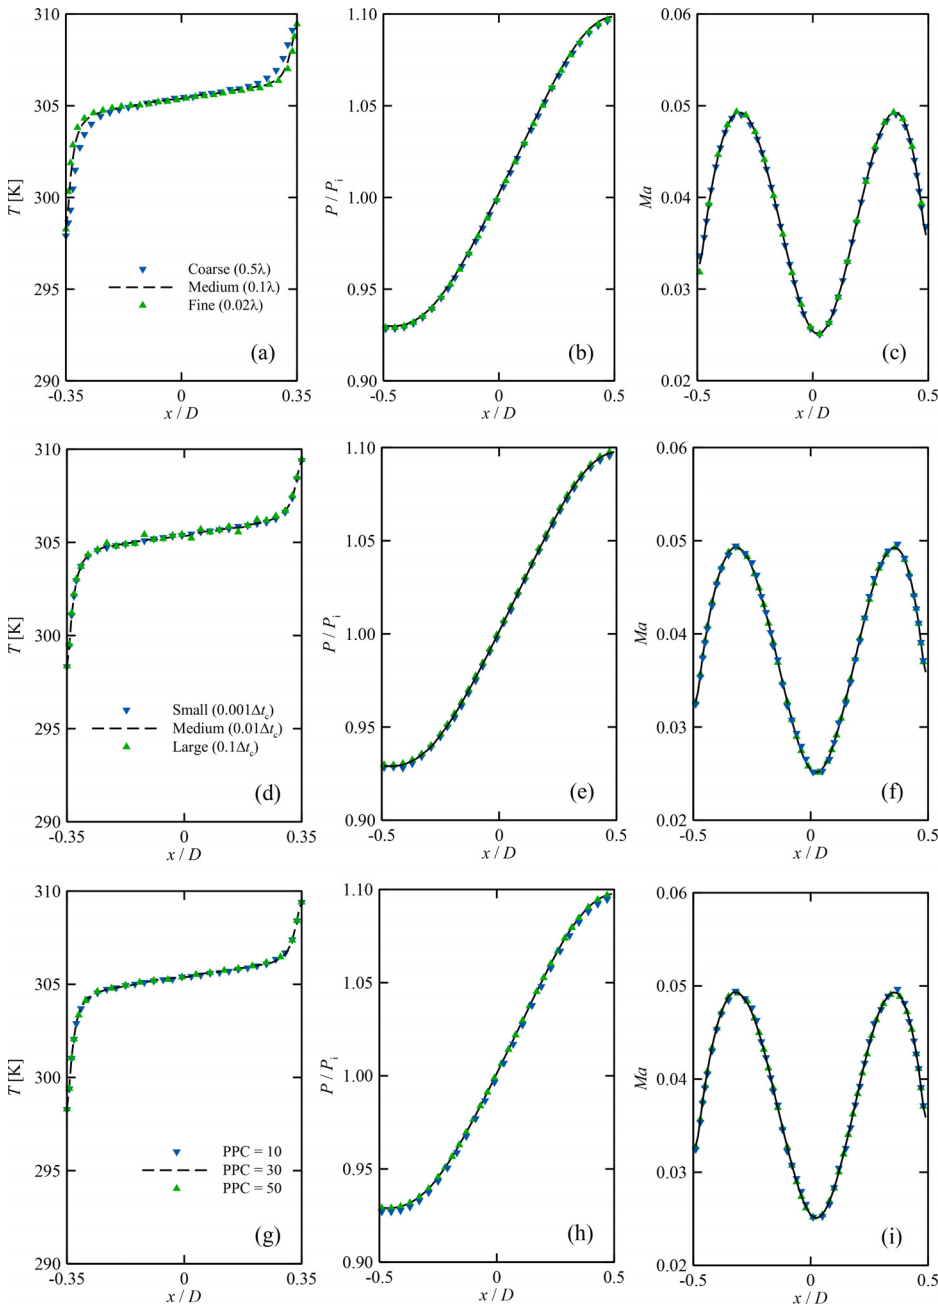 310
305
300
295
290
T [K]
Coarse (0.5λ)
Medium (0.1λ)
Fine (0.02λ)
(a)
-0.35
0
0.35
x / D
1.10
1.05
1.00
0.95
0.90
P / Pi
(b)
-0.5
0
0.5
x / D
0.06
0.05
0.04
0.03
0.02
Ma
(c)
-0.5
0
0.5
x / D
310
305
300
295
290
T [K]
Small (0.001Δtc)
Medium (0.01Δtc)
Large (0.1Δtc)
(d)
-0.35
0
0.35
x / D
1.10
1.05
1.00
0.95
0.90
P / Pi
(e)
-0.5
0
0.5
x / D
0.06
0.05
0.04
0.03
0.02
Ma
(f)
-0.5
0
0.5
x / D
310
305
300
295
290
T [K]
PPC = 10
PPC = 30
PPC = 50
(g)
-0.35
0
0.35
x / D
1.10
1.05
1.00
0.95
0.90
P / Pi
(h)
-0.5
0
0.5
x / D
0.06
0.05
0.04
0.03
0.02
Ma
(i)
-0.5
0
0.5
x / D